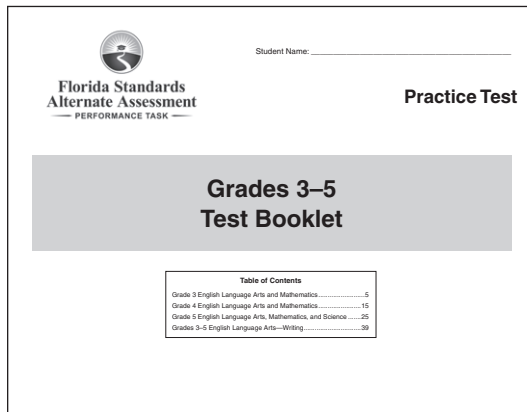 Student Name: ____________________________________________
Florida Standards
Alternate Assessment
PERFORMANCE TASK
Practice Test
Grades 3–5
Test Booklet
Table of Contents
Grade 3 English Language Arts and Mathematics........................5
Grade 4 English Language Arts and Mathematics.......................15
Grade 5 English Language Arts, Mathematics, and Science.......25
Grades 3–5 English Language Arts—Writing..............................39